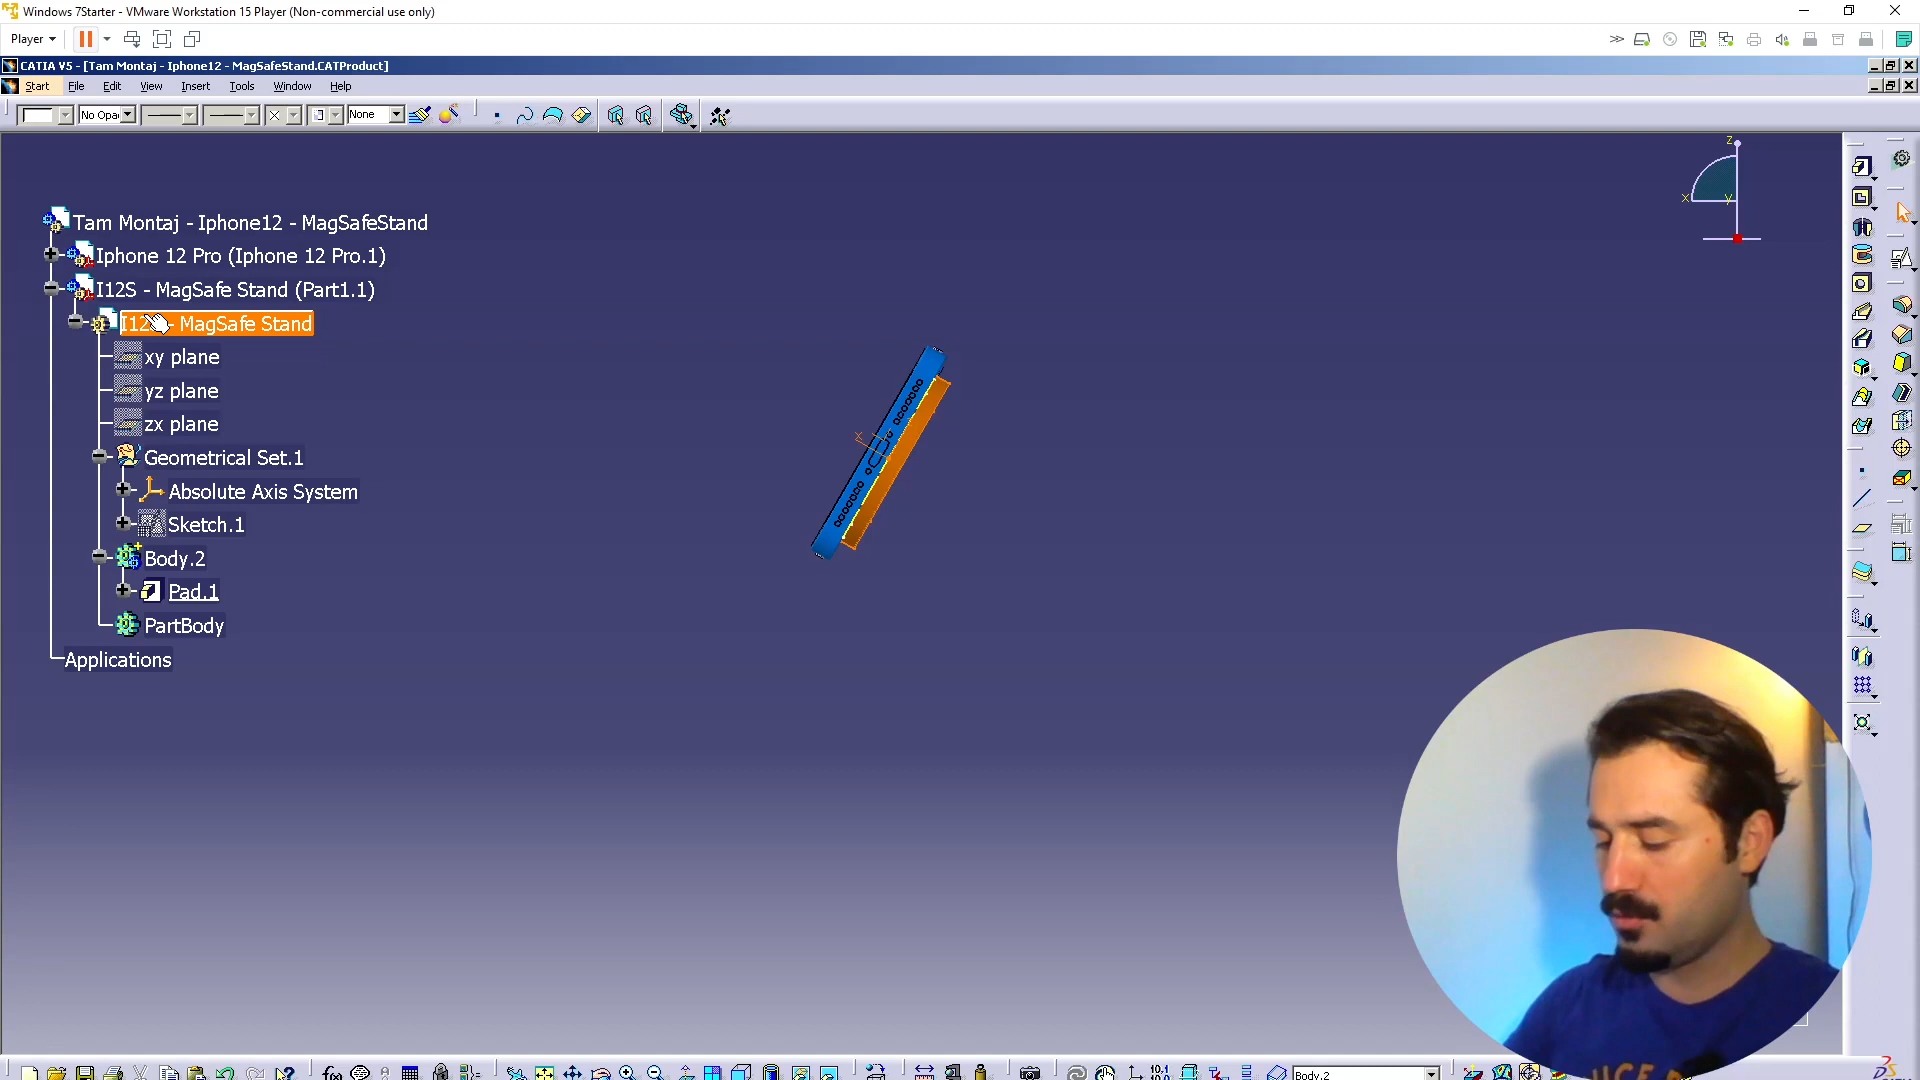 Windows 7Starter - VMware Workstation 15 Player (Non-commercial use only)
Player
CATIA V5 - [Tam Montaj - Iphone12 - MagSafeStand.CATProduct]
Start File Edit View Insert Tools Window Help
No Opa
None
z
x
y
Tam Montaj - Iphone12 - MagSafeStand
Iphone 12 Pro (Iphone 12 Pro.1)
I12S - MagSafe Stand (Part1.1)
I12 - MagSafe Stand
xy plane
yz plane
zx plane
Geometrical Set.1
Absolute Axis System
Sketch.1
Body.2
Pad.1
PartBody
Applications
x
Body.2